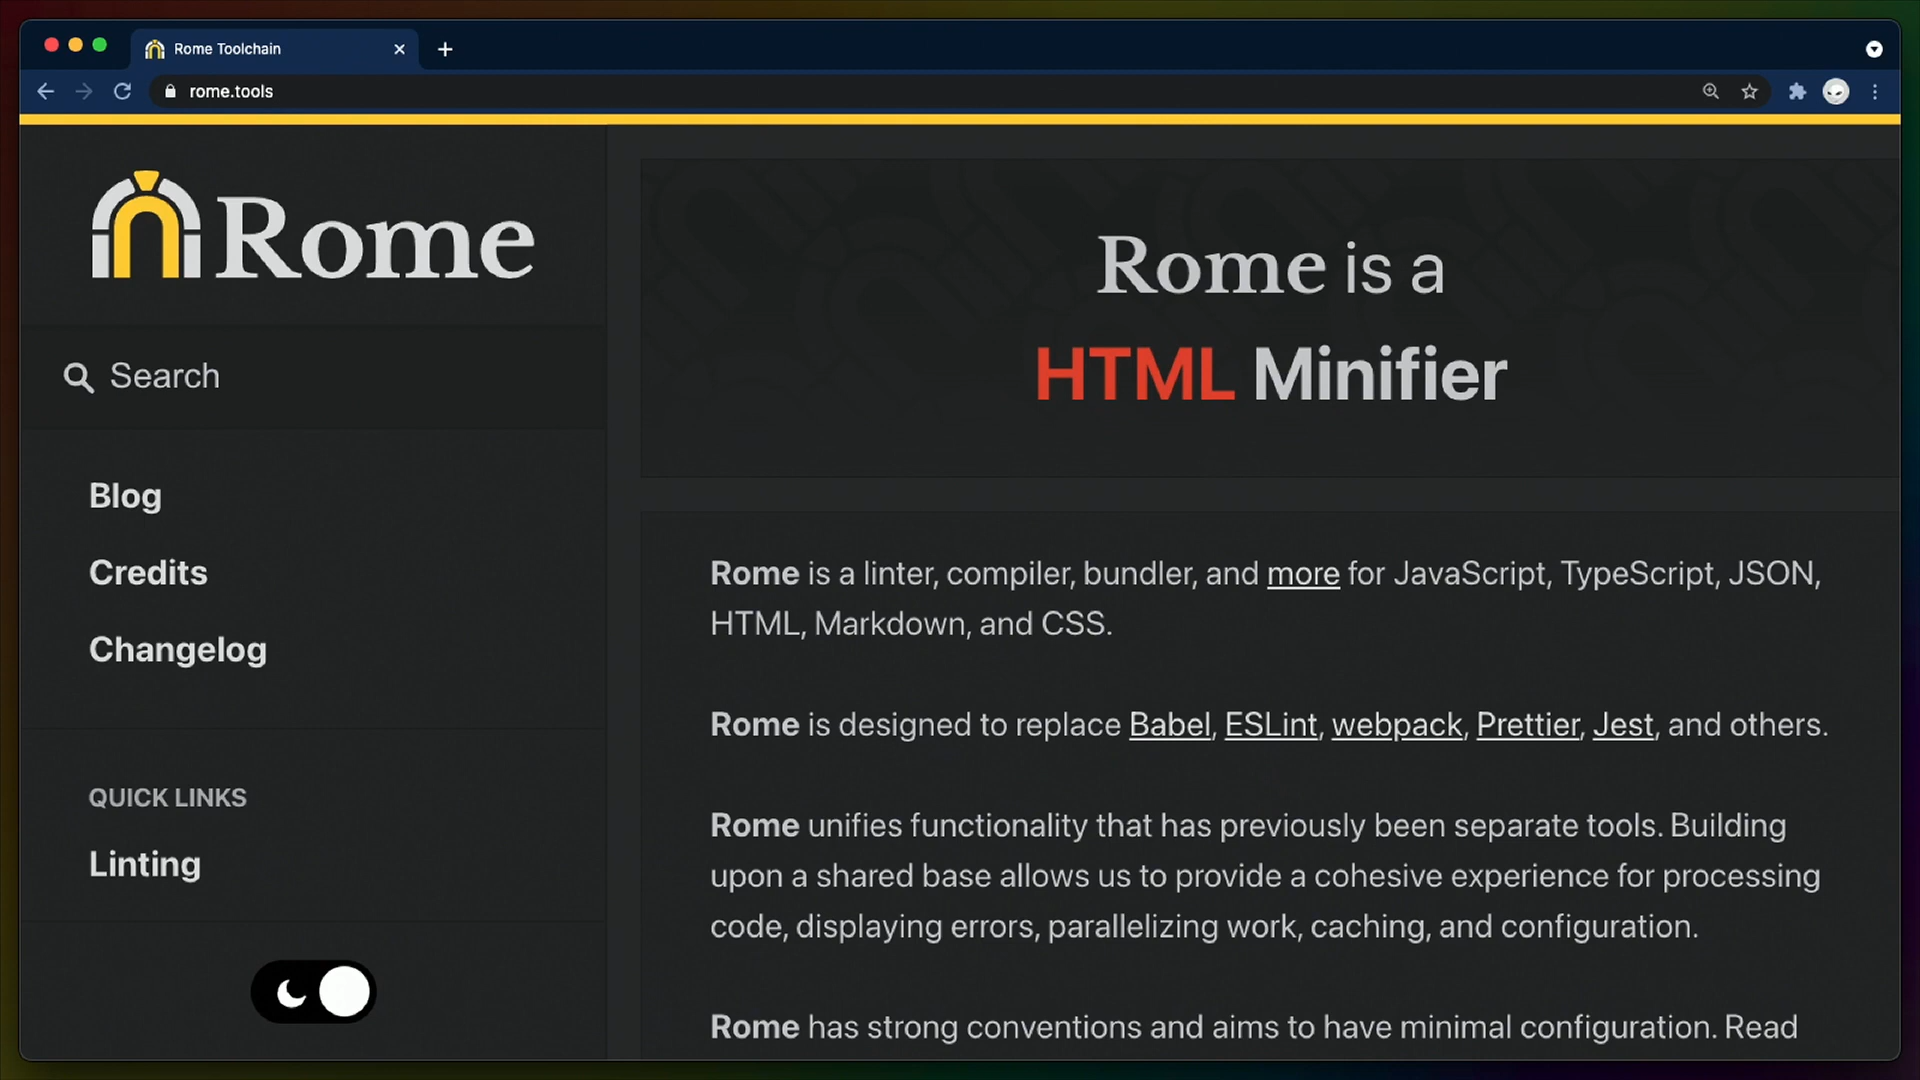 Rome Toolchain
rome.tools
Rome
Search
Blog
Credits
Changelog
QUICK LINKS
Linting
Rome is a
HTML Minifier
Rome is a linter, compiler, bundler, and more for JavaScript, TypeScript, JSON,
HTML, Markdown, and CSS.
Rome is designed to replace Babel, ESLint, webpack, Prettier, Jest, and others.
Rome unifies functionality that has previously been separate tools. Building
upon a shared base allows us to provide a cohesive experience for processing
code, displaying errors, parallelizing work, caching, and configuration.
Rome has strong conventions and aims to have minimal configuration. Read